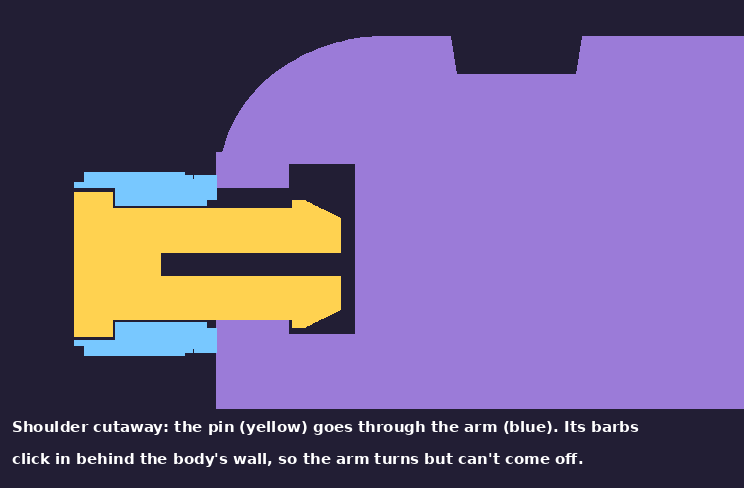 Shoulder cutaway: the pin (yellow) goes through the arm (blue). Its barbs
click in behind the body's wall, so the arm turns but can't come off.